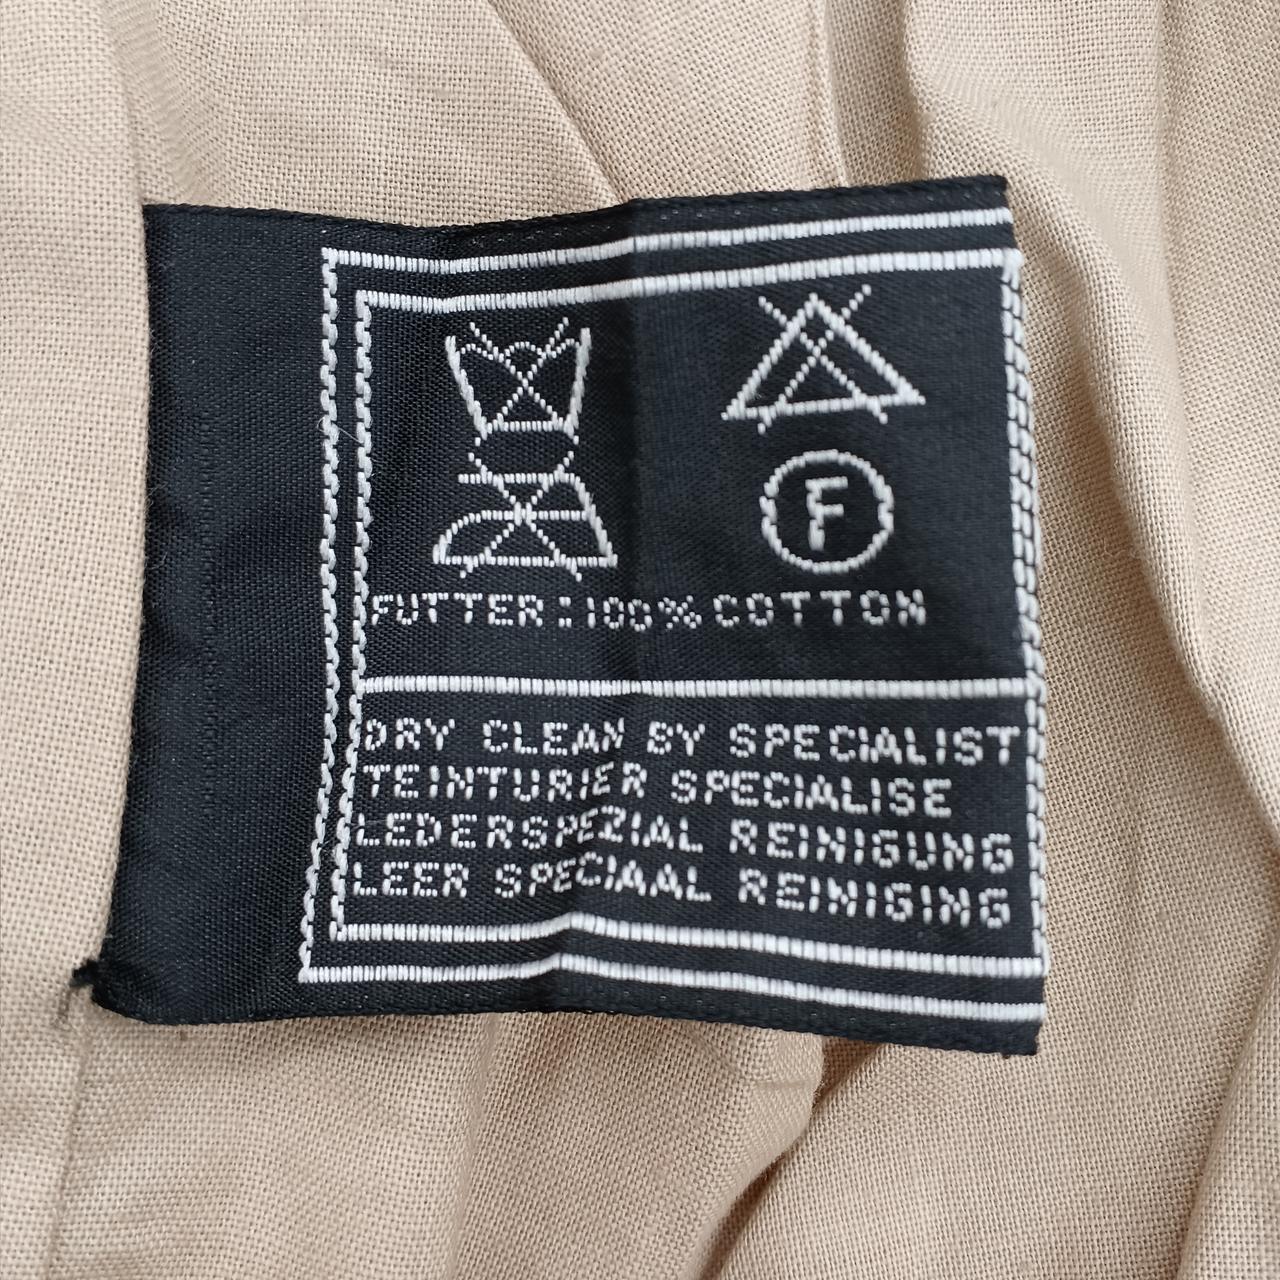 F
FUTTER : 100% COTTON
DRY CLEAN BY SPECIALIST
TEINTURIER SPECIALISE
LEDERSPEZIAL REINIGUNG
LEER SPECIAAL REINIGING